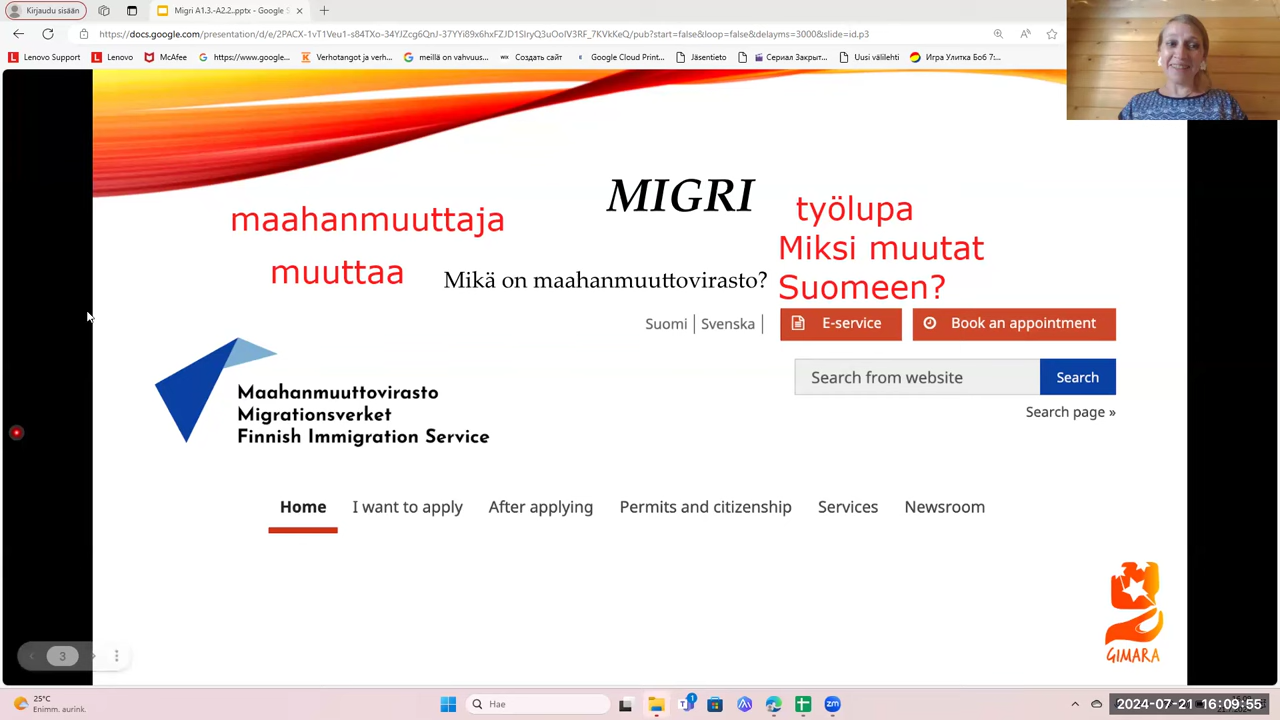 Kirjaudu sisään
Migri A1.3.-A2.2..pptx - Google S
https://docs.google.com/presentation/d/e/2PACX-1vT1Veu1-s84TXo-34YJZcg6QnJ-37YYi89x6hxFZJD1SIryQ3uOoIV3RF_7KVkKeQ/pub?start=false&loop=false&delayms=3000&slide=id.p3
Lenovo Support
Lenovo
McAfee
https://www.google...
Verhotangot ja verh...
meillä on vahvuus...
Создать сайт
Google Cloud Print...
Jäsentieto
Сериал Закрыт...
Uusi välilehti
Игра Улитка Боб 7:...
MIGRI
maahanmuuttaja
työlupa
muuttaa
Miksi muutat
Suomeen?
Mikä on maahanmuuttovirasto?
Suomi | Svenska |
E-service
Book an appointment
Search from website
Search
Search page »
Maahanmuuttovirasto
Migrationsverket
Finnish Immigration Service
Home
I want to apply
After applying
Permits and citizenship
Services
Newsroom
GIMARA
3
25°C
Enimm. aurink.
Hae
2024-07-21 16:09:55